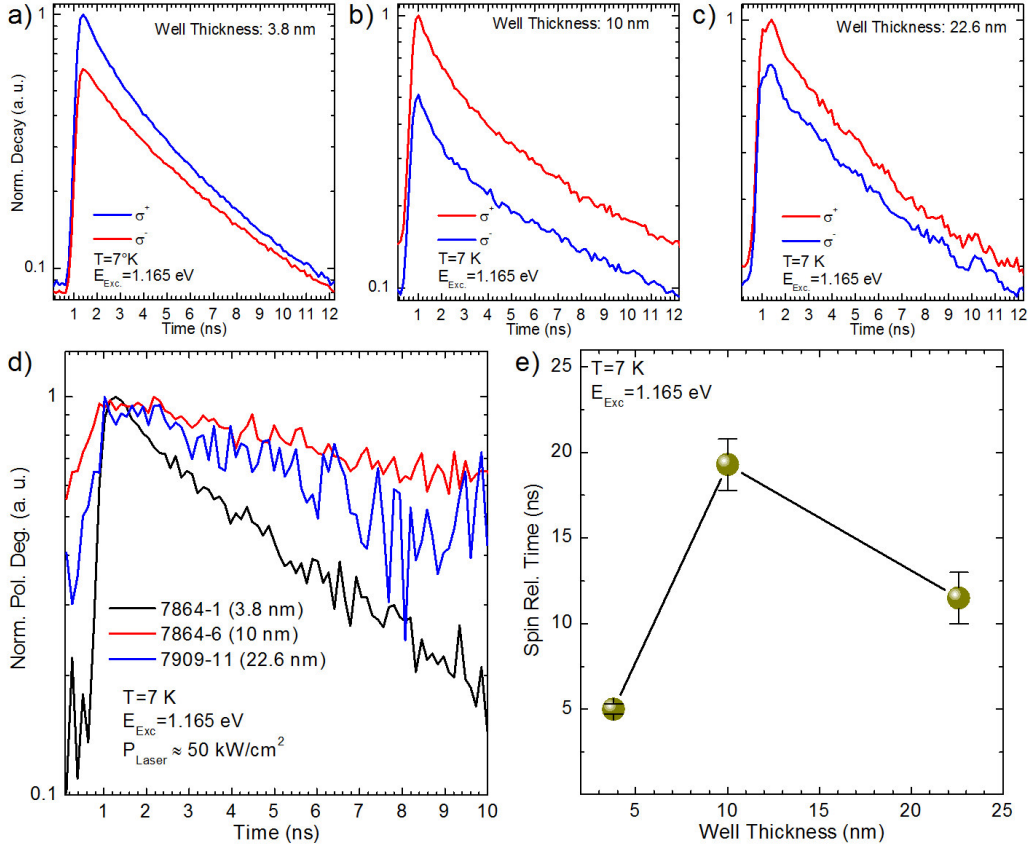 a)
Well Thickness: 3.8 nm
1
0.1
Norm. Decay (a. u.)
σ⁺
σ⁻
T=7°K
E_Exc.=1.165 eV
1 2 3 4 5 6 7 8 9 10 11 12
Time (ns)
b)
Well Thickness: 10 nm
1
0.1
σ⁺
σ⁻
T=7 K
E_Exc.=1.165 eV
1 2 3 4 5 6 7 8 9 10 11 12
Time (ns)
c)
Well Thickness: 22.6 nm
1
σ⁺
σ⁻
T=7 K
E_Exc.=1.165 eV
1 2 3 4 5 6 7 8 9 10 11 12
Time (ns)
d)
1
0.1
Norm. Pol. Deg. (a. u.)
7864-1 (3.8 nm)
7864-6 (10 nm)
7909-11 (22.6 nm)
T=7 K
E_Exc=1.165 eV
P_Laser ≈ 50 kW/cm²
1 2 3 4 5 6 7 8 9 10
Time (ns)
e)
T=7 K
E_Exc=1.165 eV
25
20
15
10
5
Spin Rel. Time (ns)
5 10 15 20 25
Well Thickness (nm)